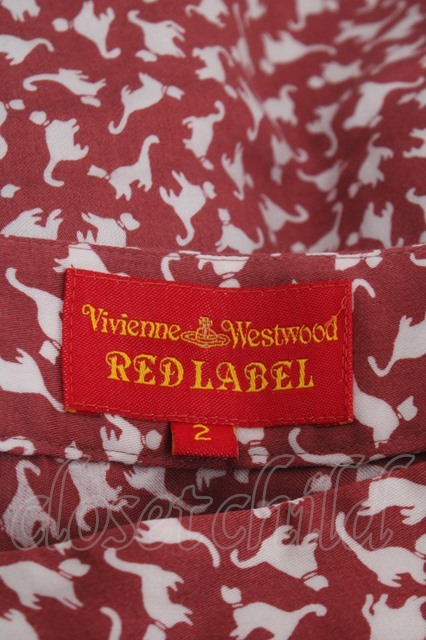 Vivienne Westwood
RED LABEL
2
closet child